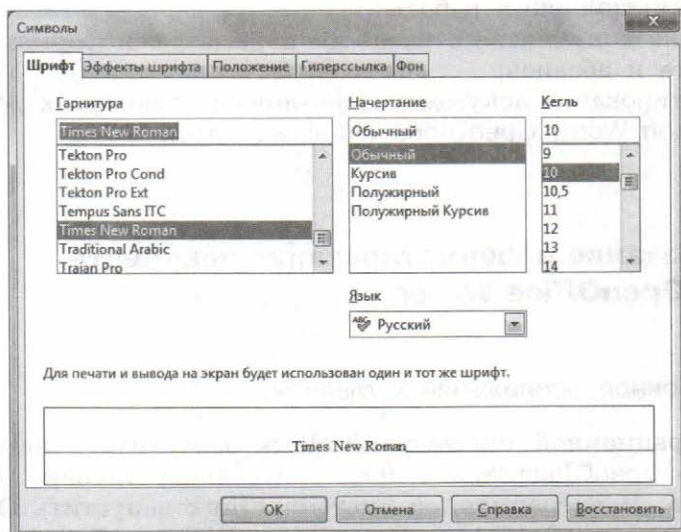 Символы
Шрифт Эффекты шрифта Положение Гиперссылка Фон
Гарнитура Начертание Кегль
Times New Roman Обычный 10
Tekton Pro Обычный 9
Tekton Pro Cond Курсив 10
Tekton Pro Ext Полужирный 10,5
Tempus Sans ITC Полужирный Курсив 11
Times New Roman 12
Traditional Arabic 13
Trajan Pro 14
Язык
ABC Русский
Для печати и вывода на экран будет использован один и тот же шрифт.
Times New Roman
OK Отмена Справка Восстановить